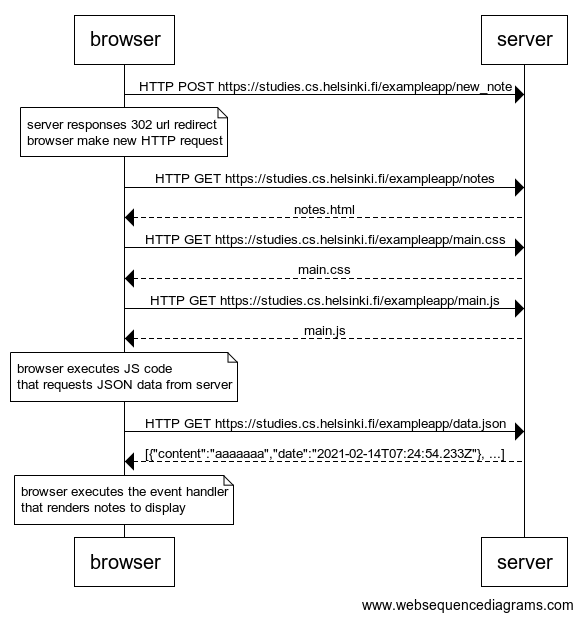 browser server
HTTP POST https://studies.cs.helsinki.fi/exampleapp/new_note
server responses 302 url redirect
browser make new HTTP request
HTTP GET https://studies.cs.helsinki.fi/exampleapp/notes
notes.html
HTTP GET https://studies.cs.helsinki.fi/exampleapp/main.css
main.css
HTTP GET https://studies.cs.helsinki.fi/exampleapp/main.js
main.js
browser executes JS code
that requests JSON data from server
HTTP GET https://studies.cs.helsinki.fi/exampleapp/data.json
[{"content":"aaaaaaa","date":"2021-02-14T07:24:54.233Z"}, ...]
browser executes the event handler
that renders notes to display
browser server
www.websequencediagrams.com